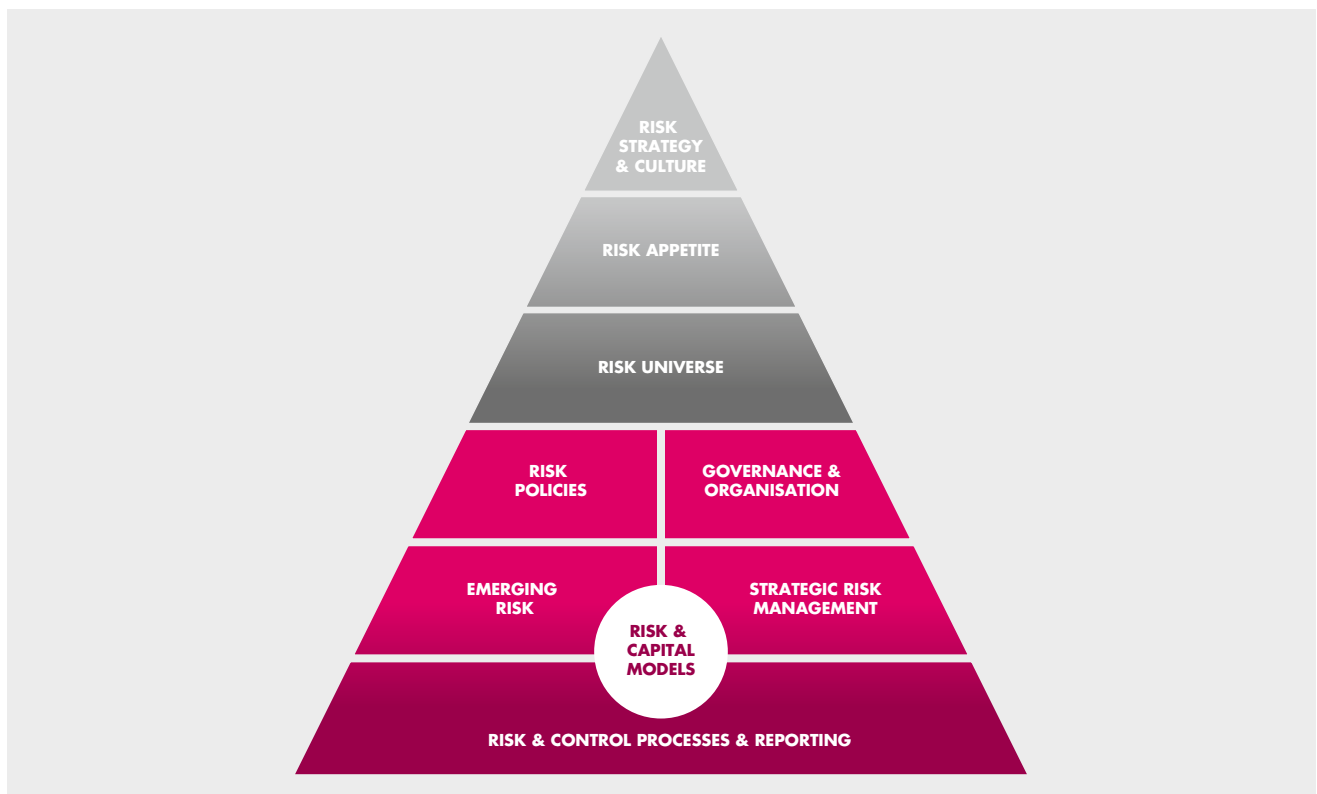 RISK
STRATEGY
& CULTURE
RISK APPETITE
RISK UNIVERSE
RISK
POLICIES
GOVERNANCE &
ORGANISATION
EMERGING
RISK
STRATEGIC RISK
MANAGEMENT
RISK &
CAPITAL
MODELS
RISK & CONTROL PROCESSES & REPORTING